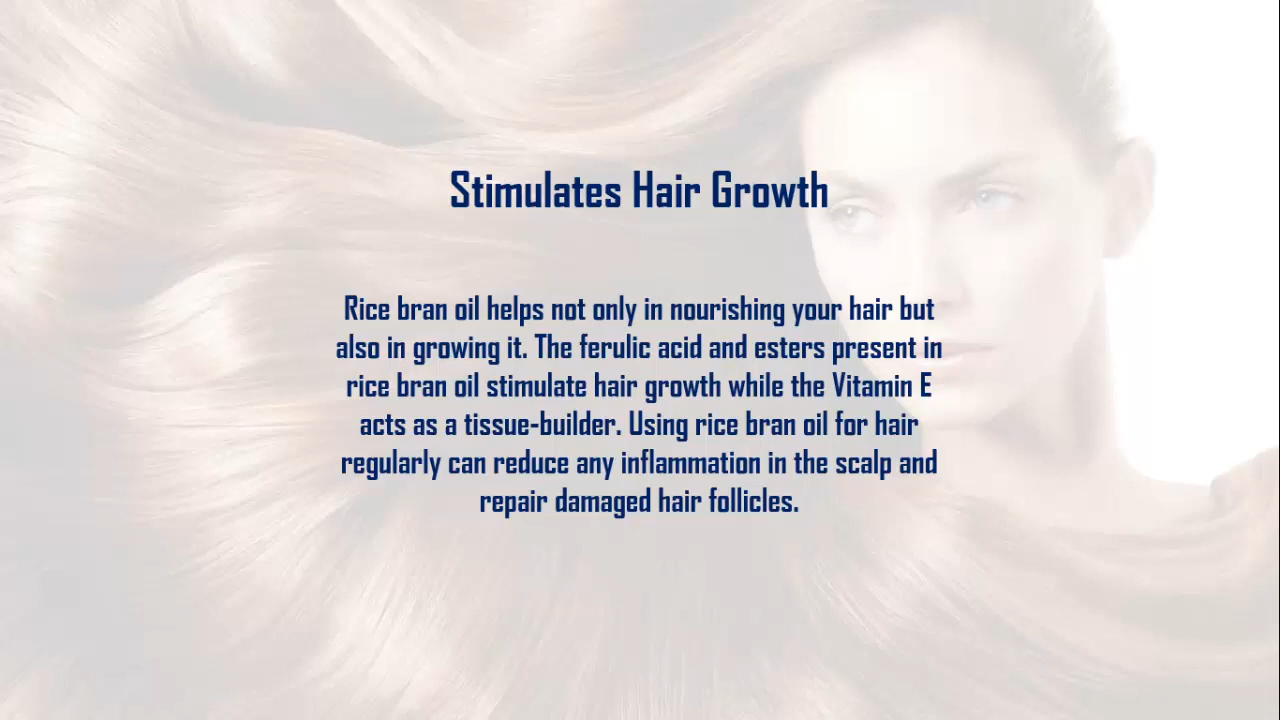 Stimulates Hair Growth
Rice bran oil helps not only in nourishing your hair but
also in growing it. The ferulic acid and esters present in
rice bran oil stimulate hair growth while the Vitamin E
acts as a tissue-builder. Using rice bran oil for hair
regularly can reduce any inflammation in the scalp and
repair damaged hair follicles.